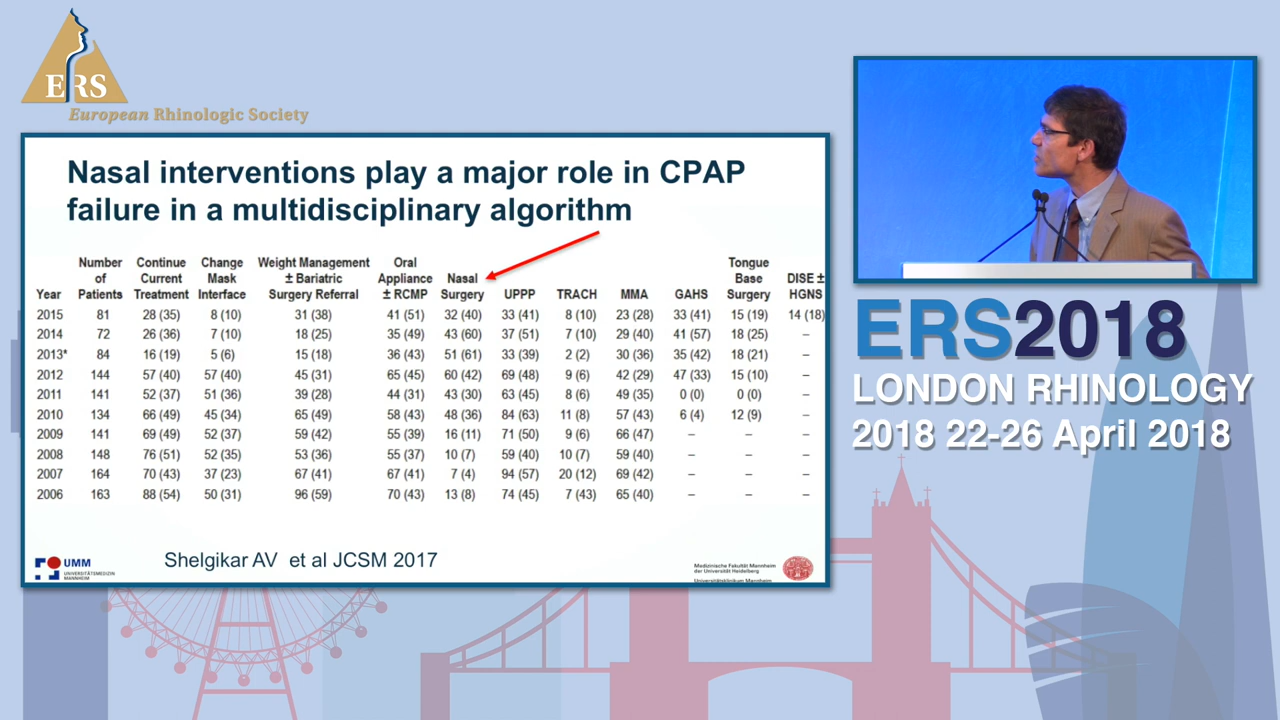 ERS
European Rhinologic Society
Nasal interventions play a major role in CPAP
failure in a multidisciplinary algorithm
Year Number of Patients Continue Current Treatment Change Mask Interface Weight Management ± Bariatric Surgery Referral Oral Appliance ± RCMP Nasal Surgery UPPP TRACH MMA GAHS Tongue Base Surgery DISE ± HGNS
2015 81 28 (35) 8 (10) 31 (38) 41 (51) 32 (40) 33 (41) 8 (10) 23 (28) 33 (41) 15 (19) 14 (18)
2014 72 26 (36) 7 (10) 18 (25) 35 (49) 43 (60) 37 (51) 7 (10) 29 (40) 41 (57) 18 (25) –
2013* 84 16 (19) 5 (6) 15 (18) 36 (43) 51 (61) 33 (39) 2 (2) 30 (36) 35 (42) 18 (21) –
2012 144 57 (40) 57 (40) 45 (31) 65 (45) 60 (42) 69 (48) 9 (6) 42 (29) 47 (33) 15 (10) –
2011 141 52 (37) 51 (36) 39 (28) 44 (31) 43 (30) 63 (45) 8 (6) 49 (35) 0 (0) 0 (0) –
2010 134 66 (49) 45 (34) 65 (49) 58 (43) 48 (36) 84 (63) 11 (8) 57 (43) 6 (4) 12 (9) –
2009 141 69 (49) 52 (37) 59 (42) 55 (39) 16 (11) 71 (50) 9 (6) 66 (47) – – –
2008 148 76 (51) 52 (35) 53 (36) 55 (37) 10 (7) 59 (40) 10 (7) 59 (40) – – –
2007 164 70 (43) 37 (23) 67 (41) 67 (41) 7 (4) 94 (57) 20 (12) 69 (42) – – –
2006 163 88 (54) 50 (31) 96 (59) 70 (43) 13 (8) 74 (45) 7 (43) 65 (40) – – –
Shelgikar AV et al JCSM 2017
UMM
UNIVERSITÄTSMEDIZIN
MANNHEIM
Medizinische Fakultät Mannheim
der Universität Heidelberg
Universitätsklinikum Mannheim
ERS2018
LONDON RHINOLOGY
2018 22-26 April 2018